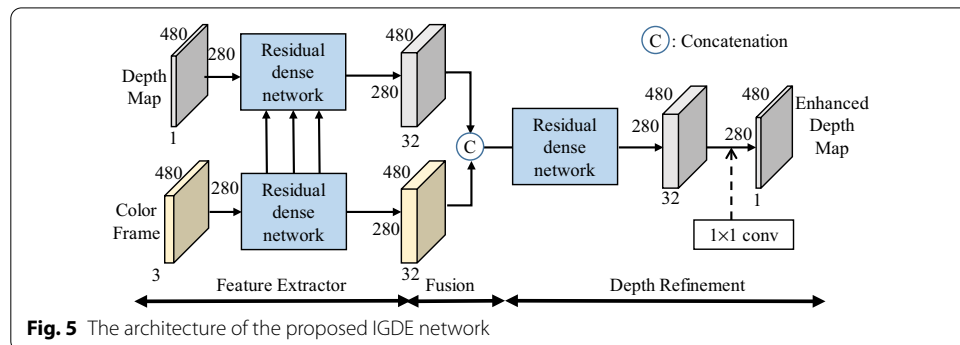 480
280
Depth
Map
1
Residual
dense
network
480
280
32
C : Concatenation
480
280
Color
Frame
3
Residual
dense
network
480
280
32
C
Residual
dense
network
480
280
32
1×1 conv
480
280
1
Enhanced
Depth
Map
Feature Extractor
Fusion
Depth Refinement
Fig. 5 The architecture of the proposed IGDE network